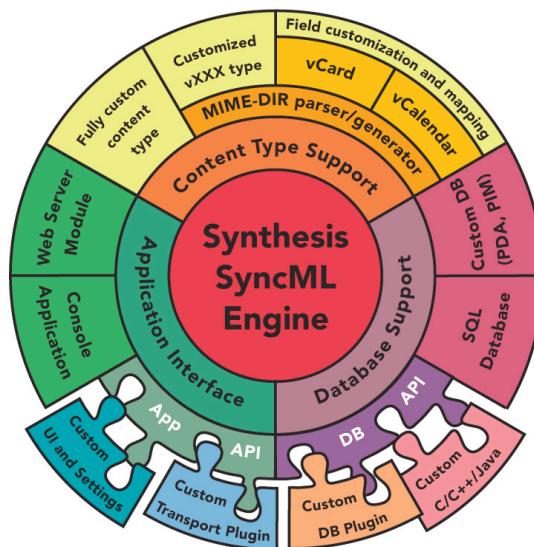 Field customization and mapping
Customized
vXXX type
vCard
vCalendar
Fully custom
content
type
MIME-DIR parser/generator
Content Type Support
Web Server
Module
Custom DB
(PDA, PIM)
Synthesis
SyncML
Engine
Application Interface
Database Support
Console
Application
SQL
Database
APP
API
DB
API
Custom
UI and Settings
Custom
Transport Plugin
Custom
DB Plugin
Custom
C/C++/Java